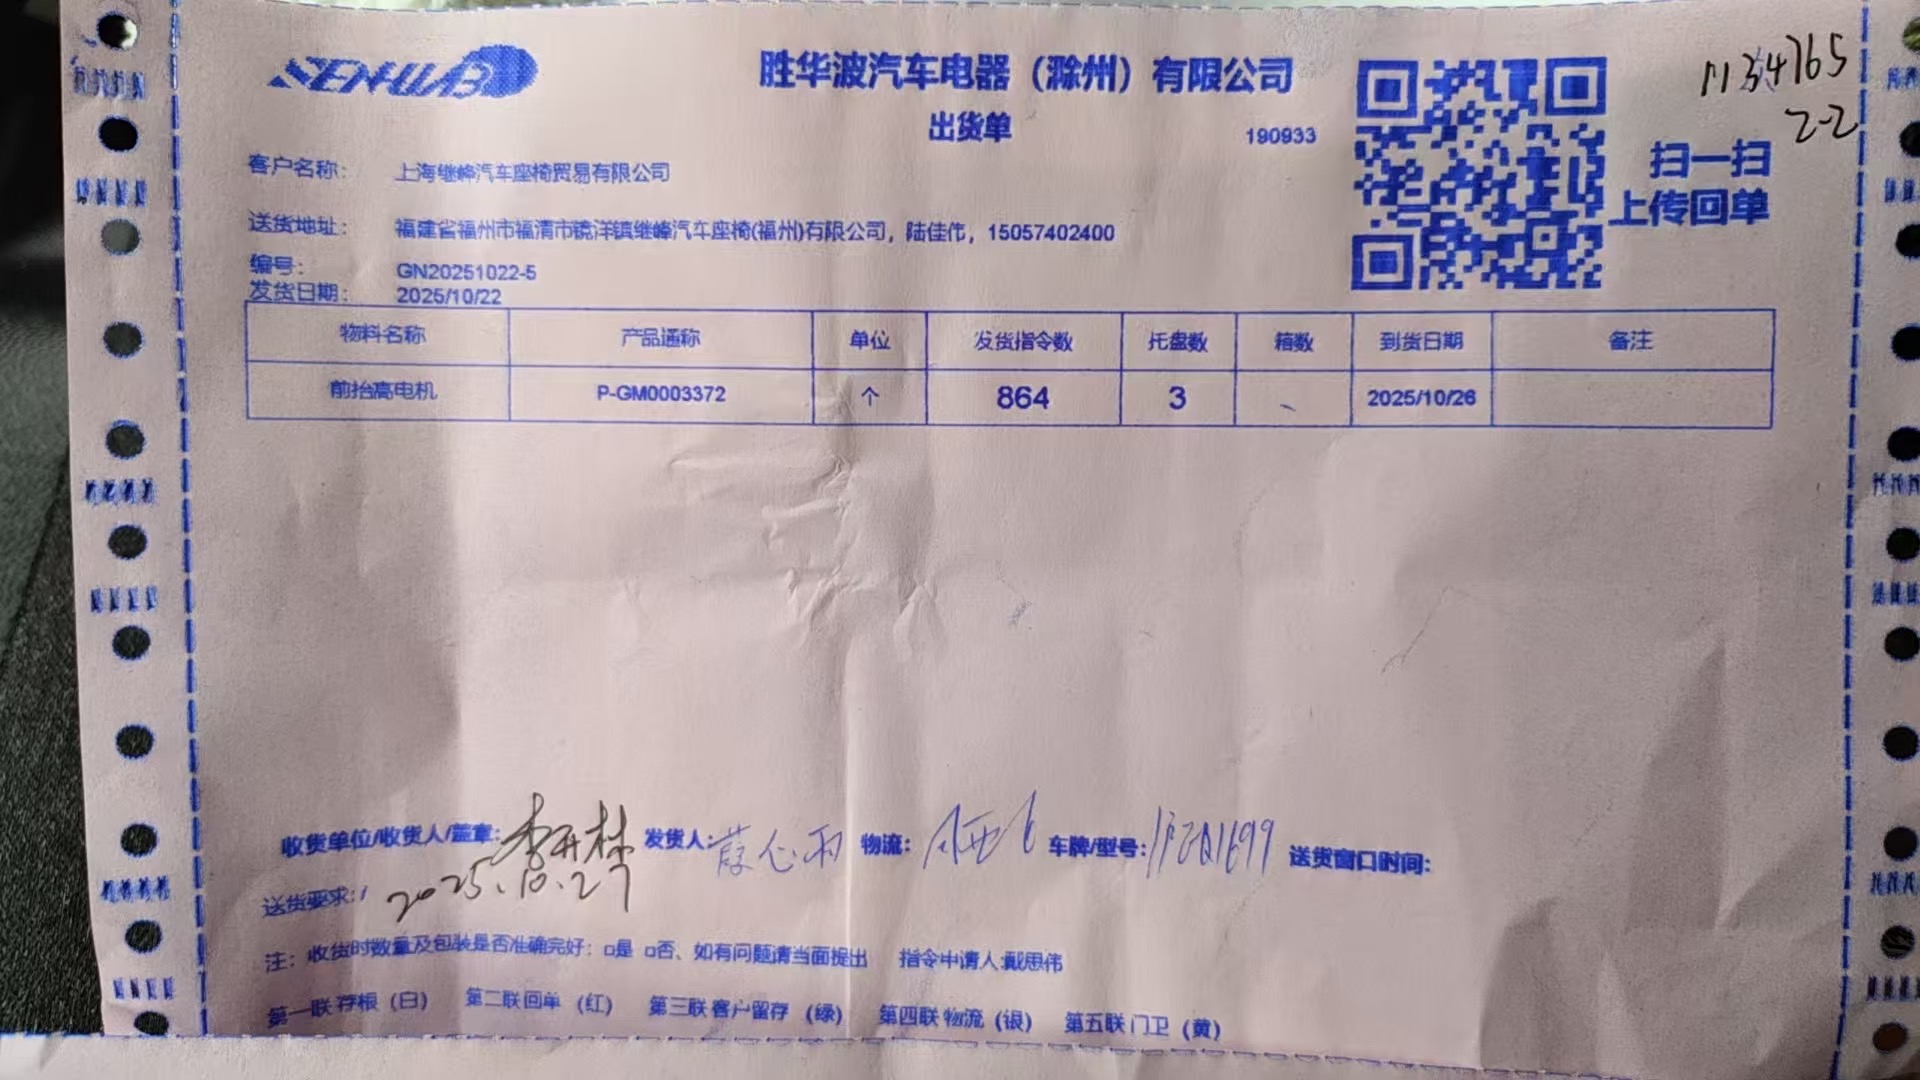 SENHUAB
胜华波汽车电器（滁州）有限公司
出货单
190933
1134765
2-2
扫一扫
上传回单
客户名称： 上海继峰汽车座椅贸易有限公司
送货地址： 福建省福州市福清市镜洋镇继峰汽车座椅(福州)有限公司，陆佳伟，15057402400
编号： GN20251022-5
发货日期： 2025/10/22
物料名称 产品通称 单位 发货指令数 托盘数 箱数 到货日期 备注
前抬高电机 P-GM0003372 个 864 3 2025/10/26
收货单位/收货人/盖章: 发货人: 物流: 车牌/型号: 送货窗口时间:
送货要求: / 2025.10.27
注： 收货时数量及包装是否准确完好：□是 □否、如有问题请当面提出 指令申请人:戴思伟
第一联 存根（白） 第二联 回单（红） 第三联 客户留存（绿） 第四联 物流（银） 第五联 门卫（黄）